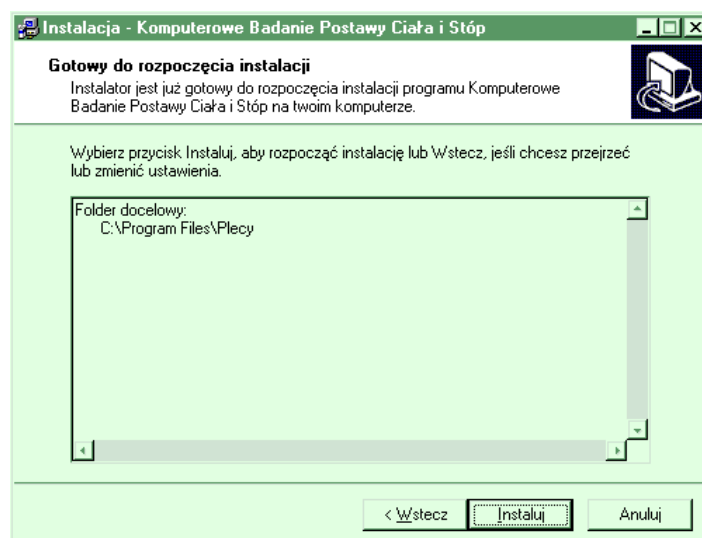 Instalacja - Komputerowe Badanie Postawy Ciała i Stóp
Gotowy do rozpoczęcia instalacji
Instalator jest już gotowy do rozpoczęcia instalacji programu Komputerowe
Badanie Postawy Ciała i Stóp na twoim komputerze.
Wybierz przycisk Instaluj, aby rozpocząć instalację lub Wstecz, jeśli chcesz przejrzeć
lub zmienić ustawienia.
Folder docelowy:
C:\Program Files\Plecy
< Wstecz
Instaluj
Anuluj